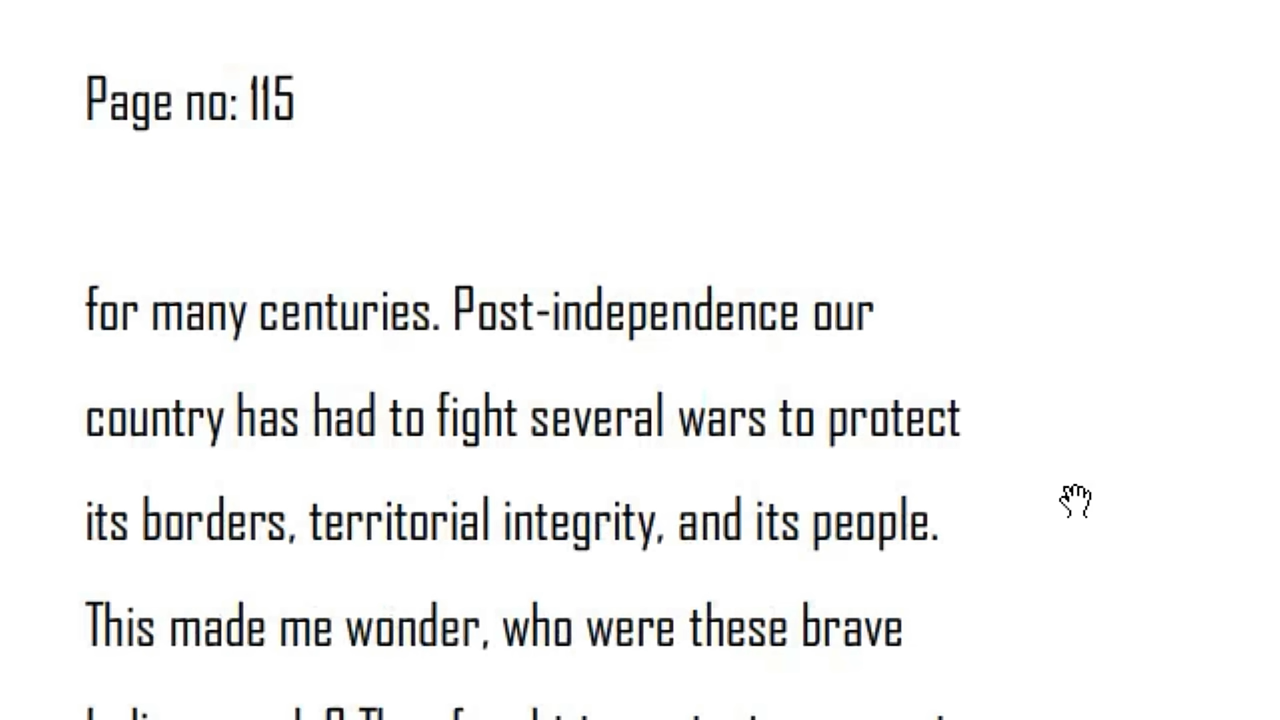 Page no: 115
for many centuries. Post-independence our
country has had to fight several wars to protect
its borders, territorial integrity, and its people.
This made me wonder, who were these brave